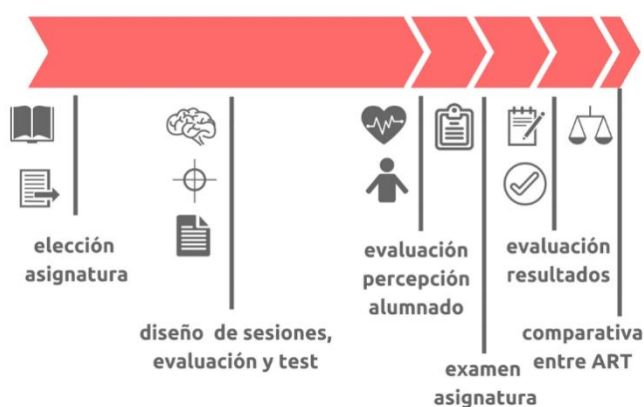 elección
asignatura
diseño de sesiones,
evaluación y test
evaluación
percepción
alumnado
examen
asignatura
evaluación
resultados
comparativa
entre ART